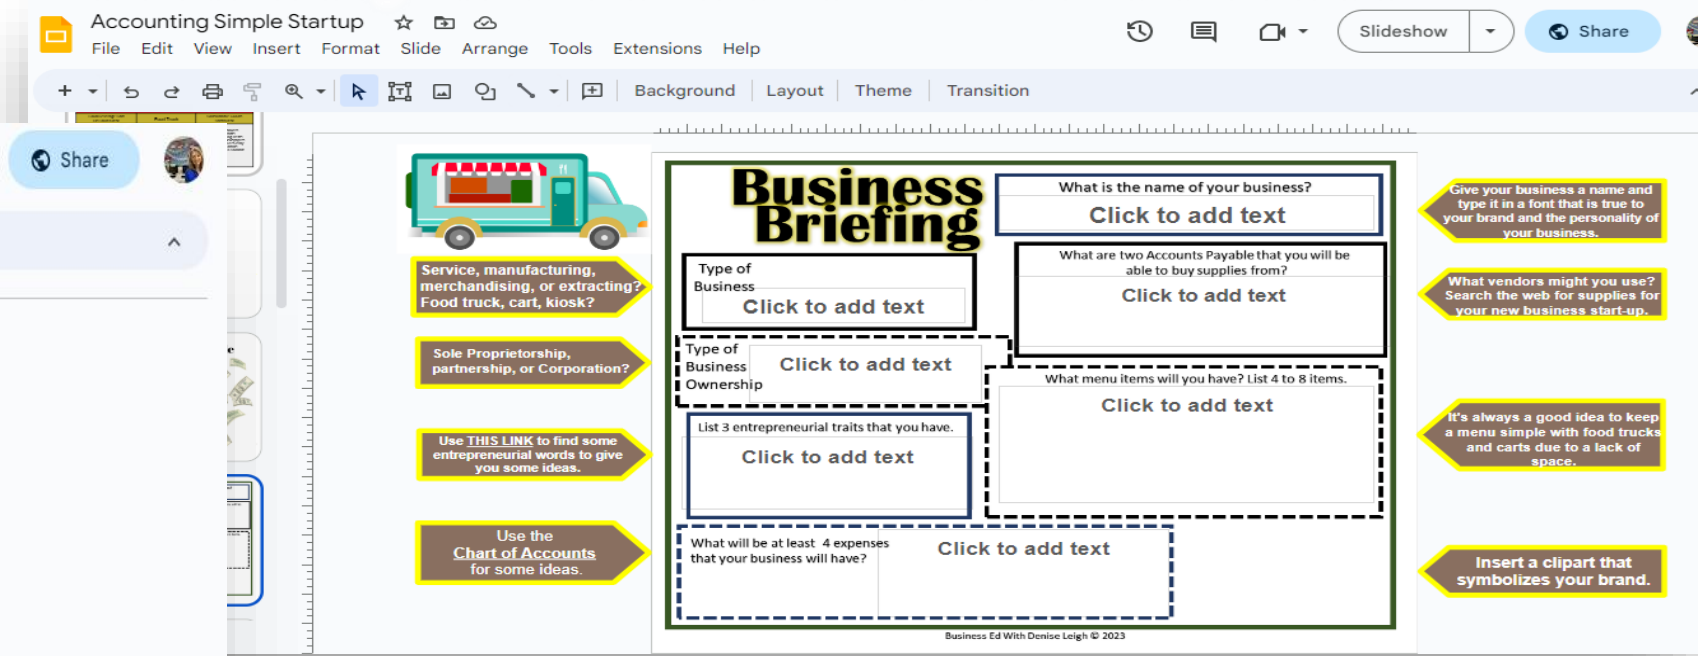 Accounting Simple Startup
File Edit View Insert Format Slide Arrange Tools Extensions Help
Slideshow
Share
Background Layout Theme Transition
Share
Business
Briefing
What is the name of your business?
Click to add text
Give your business a name and
type it in a font that is true to
your brand and the personality of
your business.
Service, manufacturing,
merchandising, or extracting?
Food truck, cart, kiosk?
Type of
Business
Click to add text
What are two Accounts Payable that you will be
able to buy supplies from?
Click to add text
What vendors might you use?
Search the web for supplies for
your new business start-up.
Sole Proprietorship,
partnership, or Corporation?
Type of
Business
Ownership
Click to add text
What menu items will you have? List 4 to 8 items.
Click to add text
It's always a good idea to keep
a menu simple with food trucks
and carts due to a lack of
space.
Use THIS LINK to find some
entrepreneurial words to give
you some ideas.
List 3 entrepreneurial traits that you have.
Click to add text
Use the
Chart of Accounts
for some ideas.
What will be at least 4 expenses
that your business will have?
Click to add text
Insert a clipart that
symbolizes your brand.
Business Ed With Denise Leigh © 2023